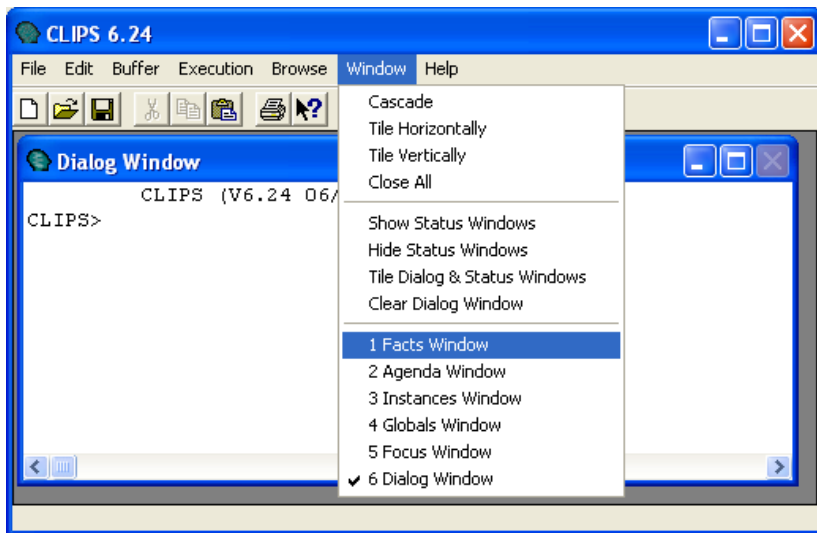 CLIPS 6.24
File Edit Buffer Execution Browse Window Help
Dialog Window
CLIPS (V6.24 06/
CLIPS>
Cascade
Tile Horizontally
Tile Vertically
Close All
Show Status Windows
Hide Status Windows
Tile Dialog & Status Windows
Clear Dialog Window
1 Facts Window
2 Agenda Window
3 Instances Window
4 Globals Window
5 Focus Window
6 Dialog Window